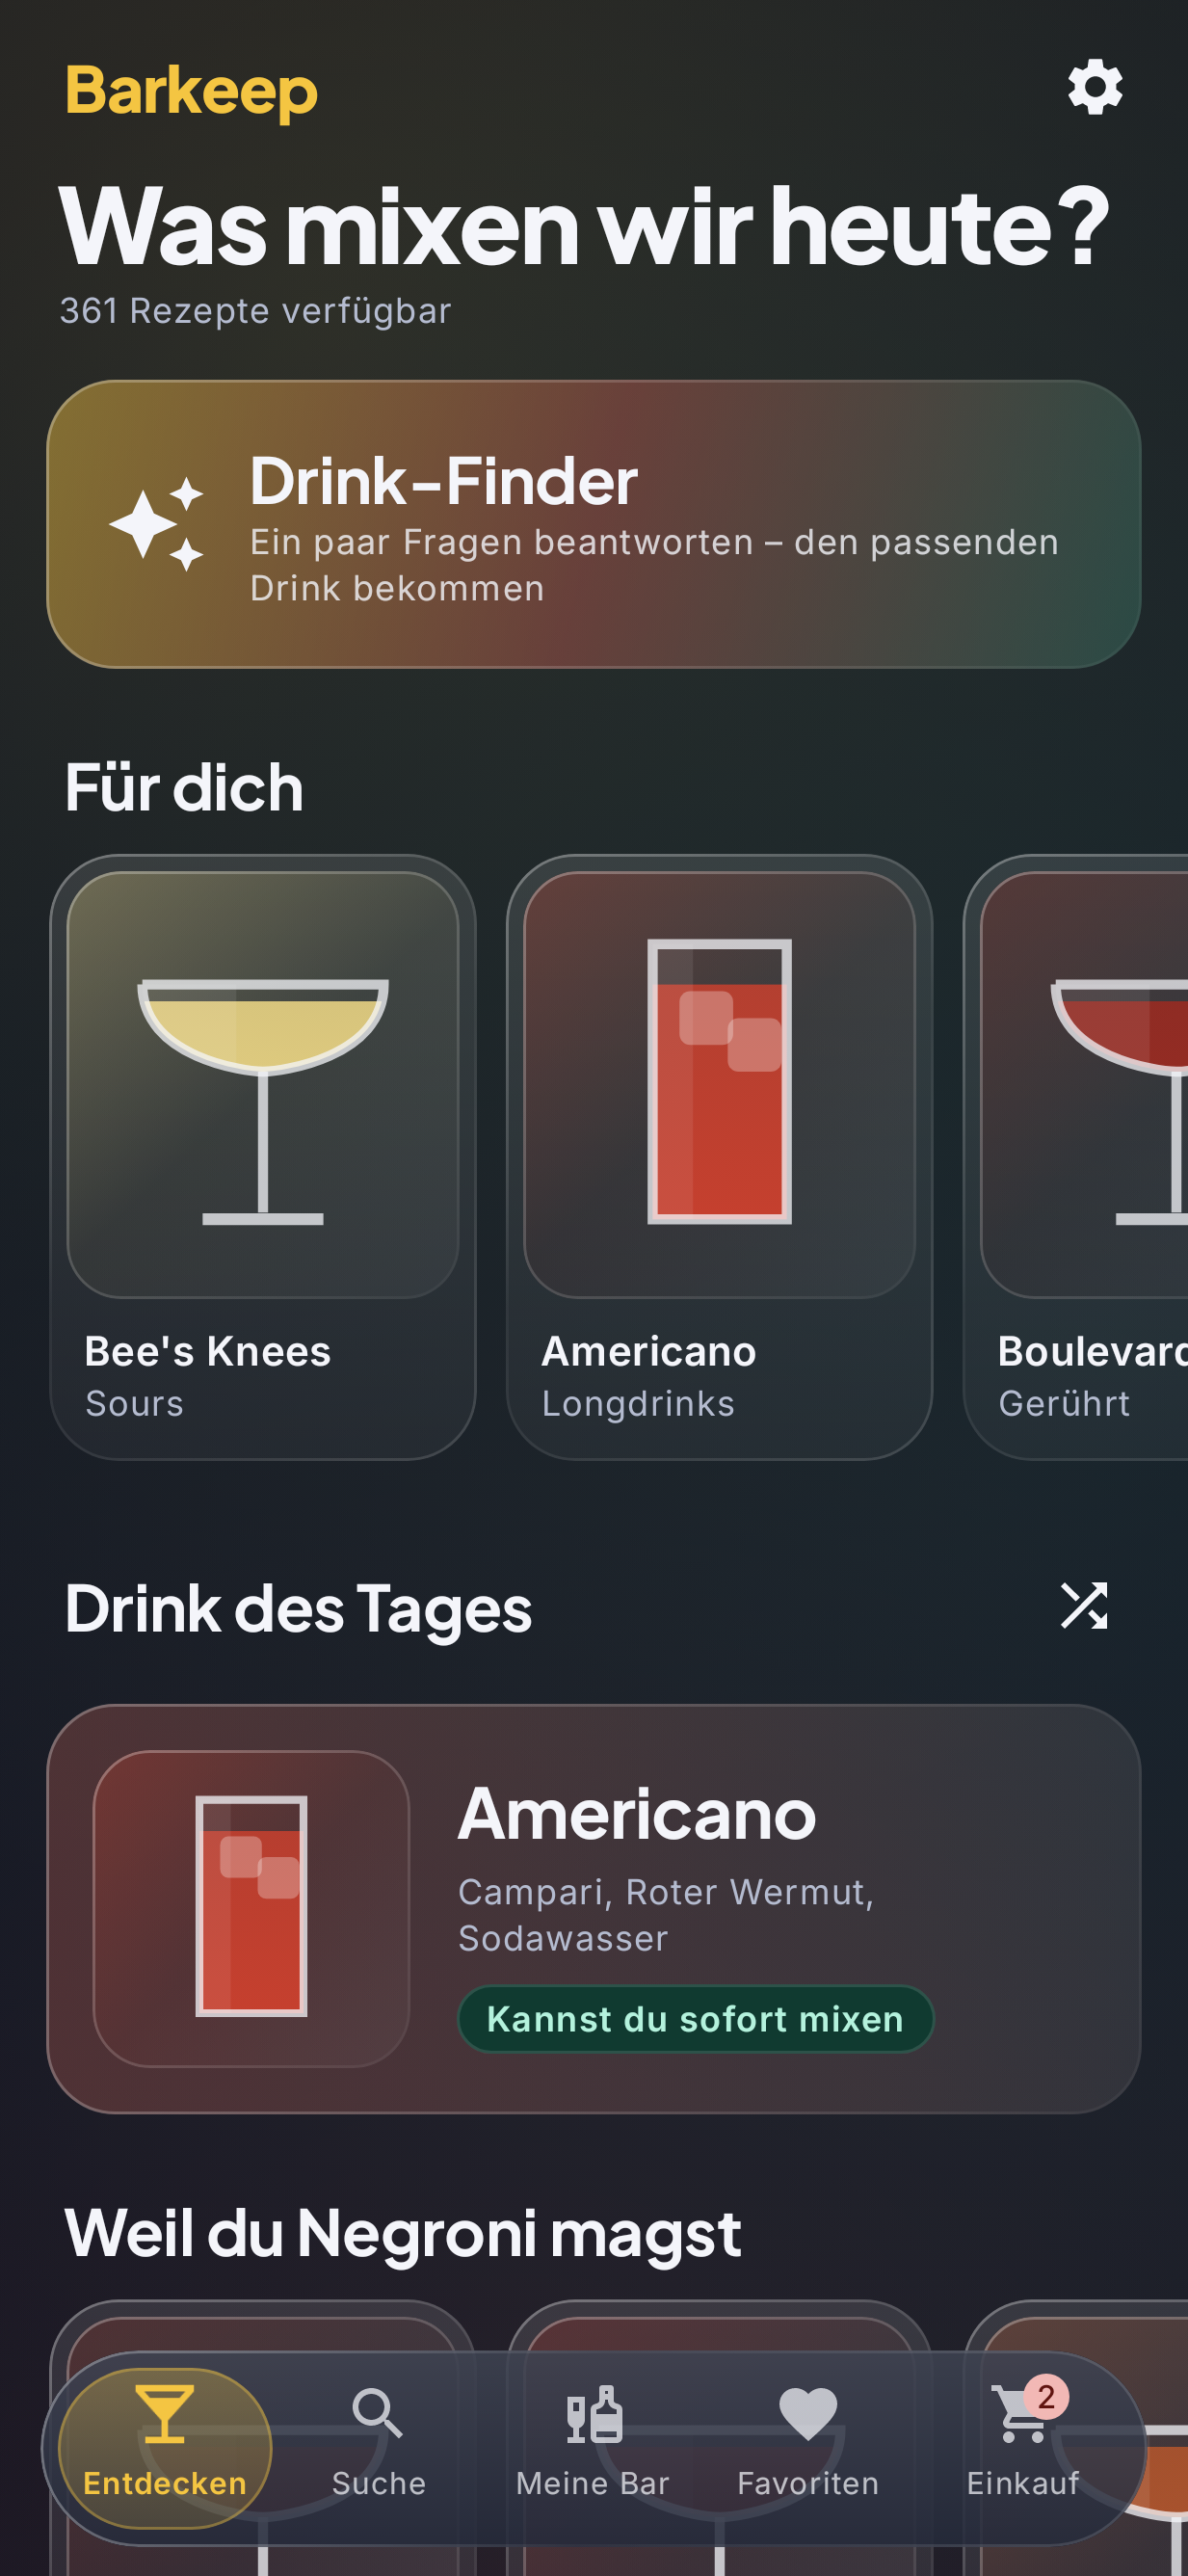 Barkeep
Was mixen wir heute?
361 Rezepte verfügbar
Drink-Finder
Ein paar Fragen beantworten – den passenden
Drink bekommen
Für dich
Bee's Knees
Sours
Americano
Longdrinks
Boulevard
Gerührt
Drink des Tages
Americano
Campari, Roter Wermut,
Sodawasser
Kannst du sofort mixen
Weil du Negroni magst
2
Entdecken
Suche
Meine Bar
Favoriten
Einkauf